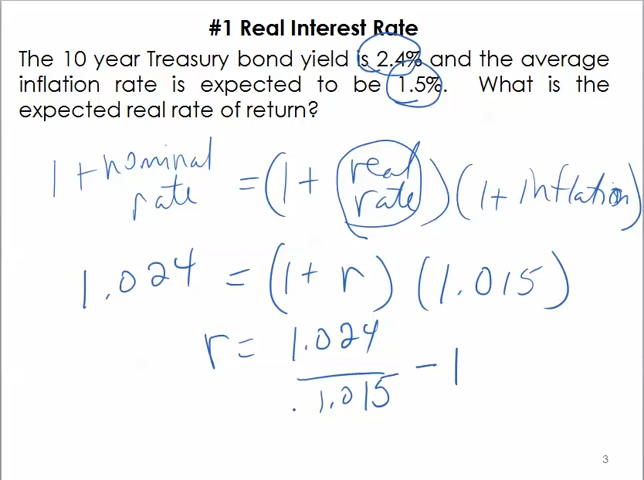 #1 Real Interest Rate
The 10 year Treasury bond yield is 2.4% and the average
inflation rate is expected to be 1.5%. What is the
expected real rate of return?
1 + nominal rate = (1 + real rate) (1 + inflation)
1.024 = (1 + r) (1.015)
r = 1.024 / 1.015 - 1
3